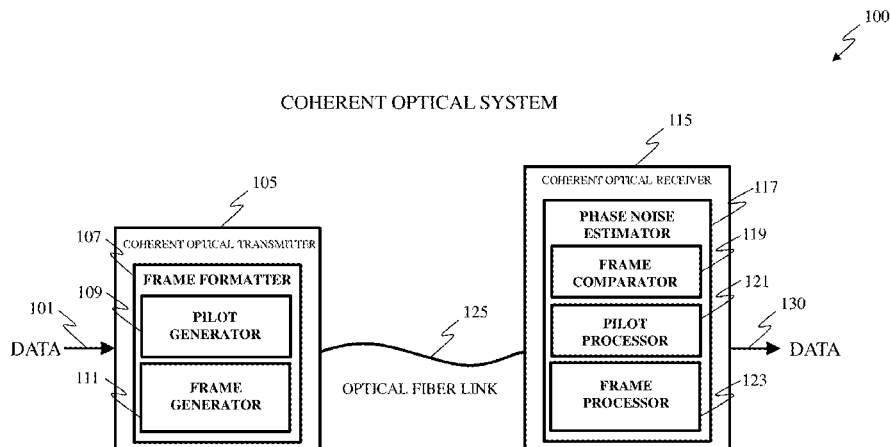 100
COHERENT OPTICAL SYSTEM
115
COHERENT OPTICAL RECEIVER
105
117
PHASE NOISE
ESTIMATOR
107
COHERENT OPTICAL TRANSMITTER
119
FRAME
COMPARATOR
FRAME FORMATTER
109
121
PILOT
GENERATOR
101
125
PILOT
PROCESSOR
130
DATA
DATA
111
FRAME
GENERATOR
OPTICAL FIBER LINK
FRAME
PROCESSOR
123